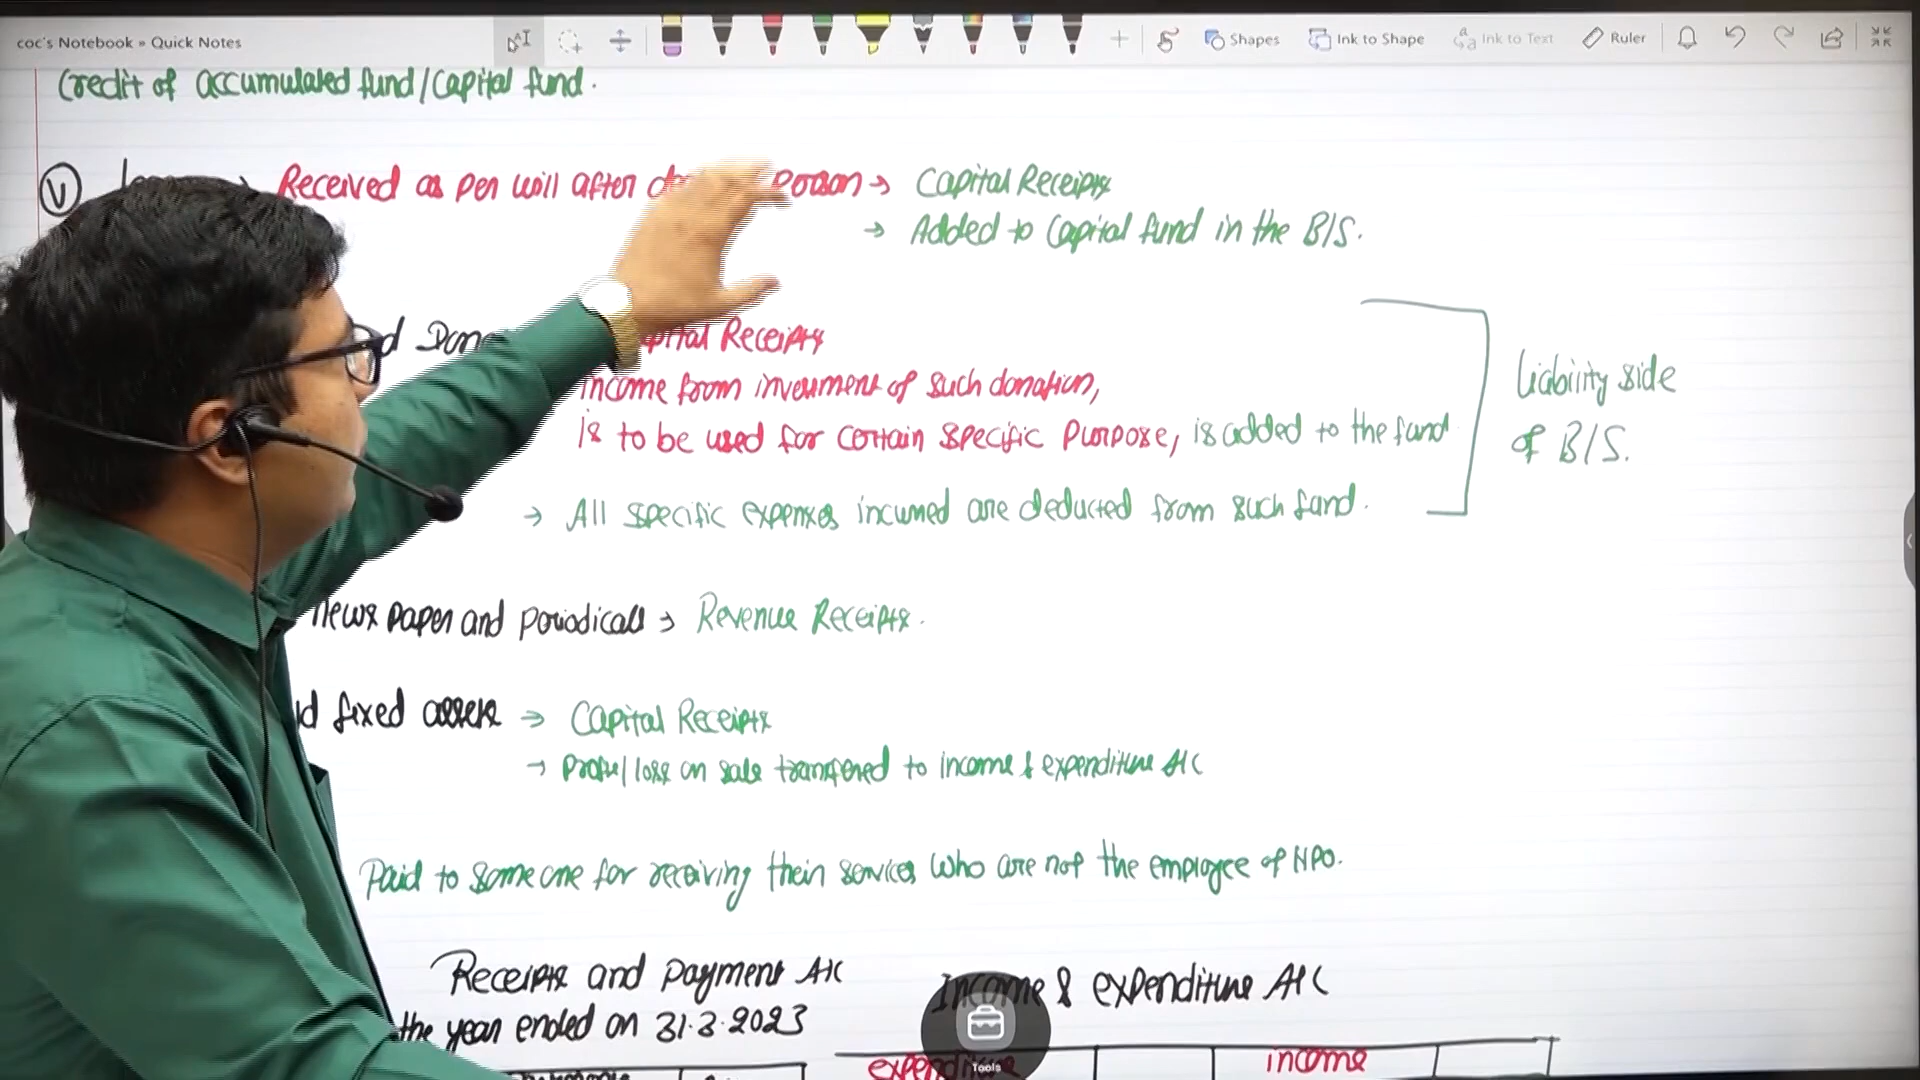 coc's Notebook » Quick Notes
Shapes
Ink to Shape
Ink to Text
Ruler
Credit of accumulated fund/Capital fund.
(v)
Received as per will after person → Capital Receipts
→ Added to Capital fund in the B/S.
Receipts
income from investment of such donation,
is to be used for certain specific purpose, is added to the fund
→ All specific expenses incurred are deducted from such fund.
Liability side
of B/S.
news paper and periodicals → Revenue Receipts.
fixed assets → Capital Receipts
→ Profit/loss on sale transfered to income & expenditure A/C
Paid to some one for receiving their services who are not the employee of NPO.
Receipts and payment A/C
the year ended on 31.3.2023
Income & expenditure A/C
expenditure
income
Tools